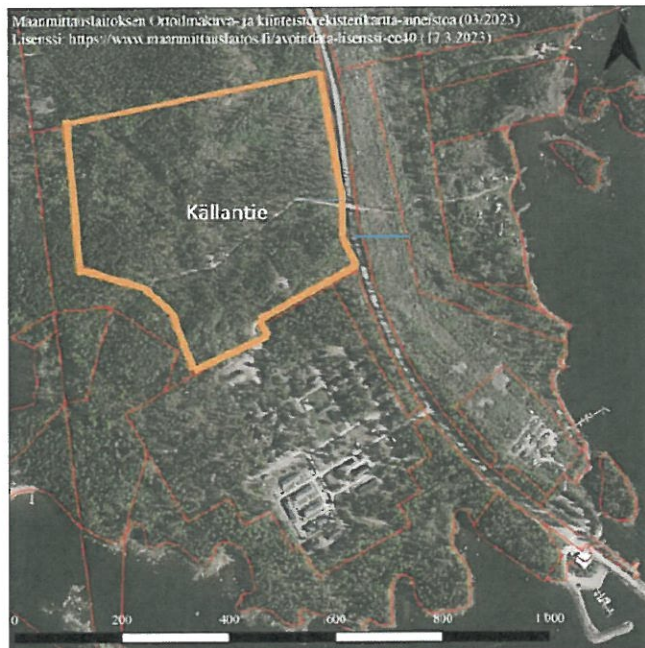 Maanmittauslaitoksen Ortoilmakuva- ja kiinteistörekisterikartta-aineistoa (03/2023)
Lisenssi: https://www.maanmittauslaitos.fi/avoindata-lisenssi-cc40 (17.3.2023)
Källantie
0 200 400 600 800 1 000